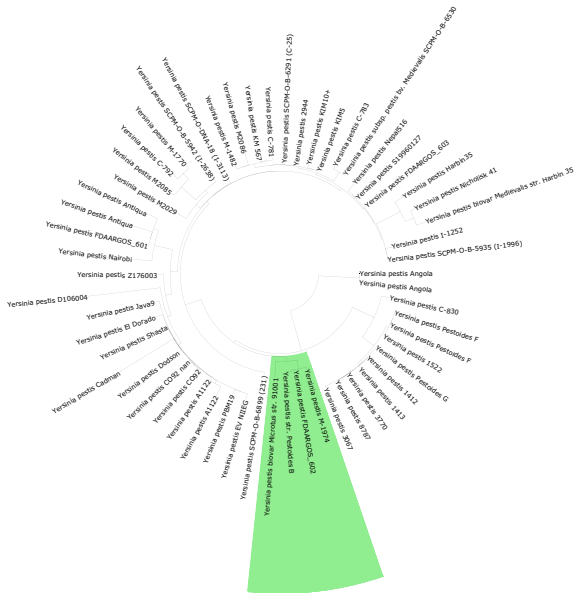 Yersinia pestis SCPM-O-B-6291 (C-25)
Yersinia pestis 2944
Yersinia pestis KIM10+
Yersinia pestis KIM5
Yersinia pestis C-783
Yersinia pestis subsp. pestis bv. Medievalis SCPM-O-B-6530
Yersinia pestis Nepal516
Yersinia pestis S19960127
Yersinia pestis FDAARGOS_603
Yersinia pestis Harbin35
Yersinia pestis Nicholisk 41
Yersinia pestis biovar Medievalis str. Harbin 35
Yersinia pestis I-1252
Yersinia pestis SCPM-O-B-5935 (I-1996)
Yersinia pestis Angola
Yersinia pestis Angola
Yersinia pestis C-830
Yersinia pestis Pestoides F
Yersinia pestis Pestoides F
Yersinia pestis 1522
Yersinia pestis Pestoides G
Yersinia pestis 1412
Yersinia pestis 1413
Yersinia pestis 3770
Yersinia pestis 8787
Yersinia pestis 3067
Yersinia pestis M-1974
Yersinia pestis FDAARGOS_602
Yersinia pestis str. Pestoides B
Yersinia pestis biovar Microtus str. 91001
Yersinia pestis SCPM-O-B-6899 (231)
Yersinia pestis EV NIIEG
Yersinia pestis PBM19
Yersinia pestis A1122
Yersinia pestis A1122
Yersinia pestis CO92
Yersinia pestis CO92_nan
Yersinia pestis Dodson
Yersinia pestis Cadman
Yersinia pestis Shasta
Yersinia pestis El Dorado
Yersinia pestis Java9
Yersinia pestis D106004
Yersinia pestis Z176003
Yersinia pestis Nairobi
Yersinia pestis FDAARGOS_601
Yersinia pestis Antiqua
Yersinia pestis Antiqua
Yersinia pestis M2029
Yersinia pestis M2085
Yersinia pestis C-792
Yersinia pestis M-1770
Yersinia pestis SCPM-O-B-5942 (I-2638)
Yersinia pestis SCPM-O-DNA-18 (I-3113)
Yersinia pestis M-1482
Yersinia pestis M2086
Yersinia pestis KM 567
Yersinia pestis C-781